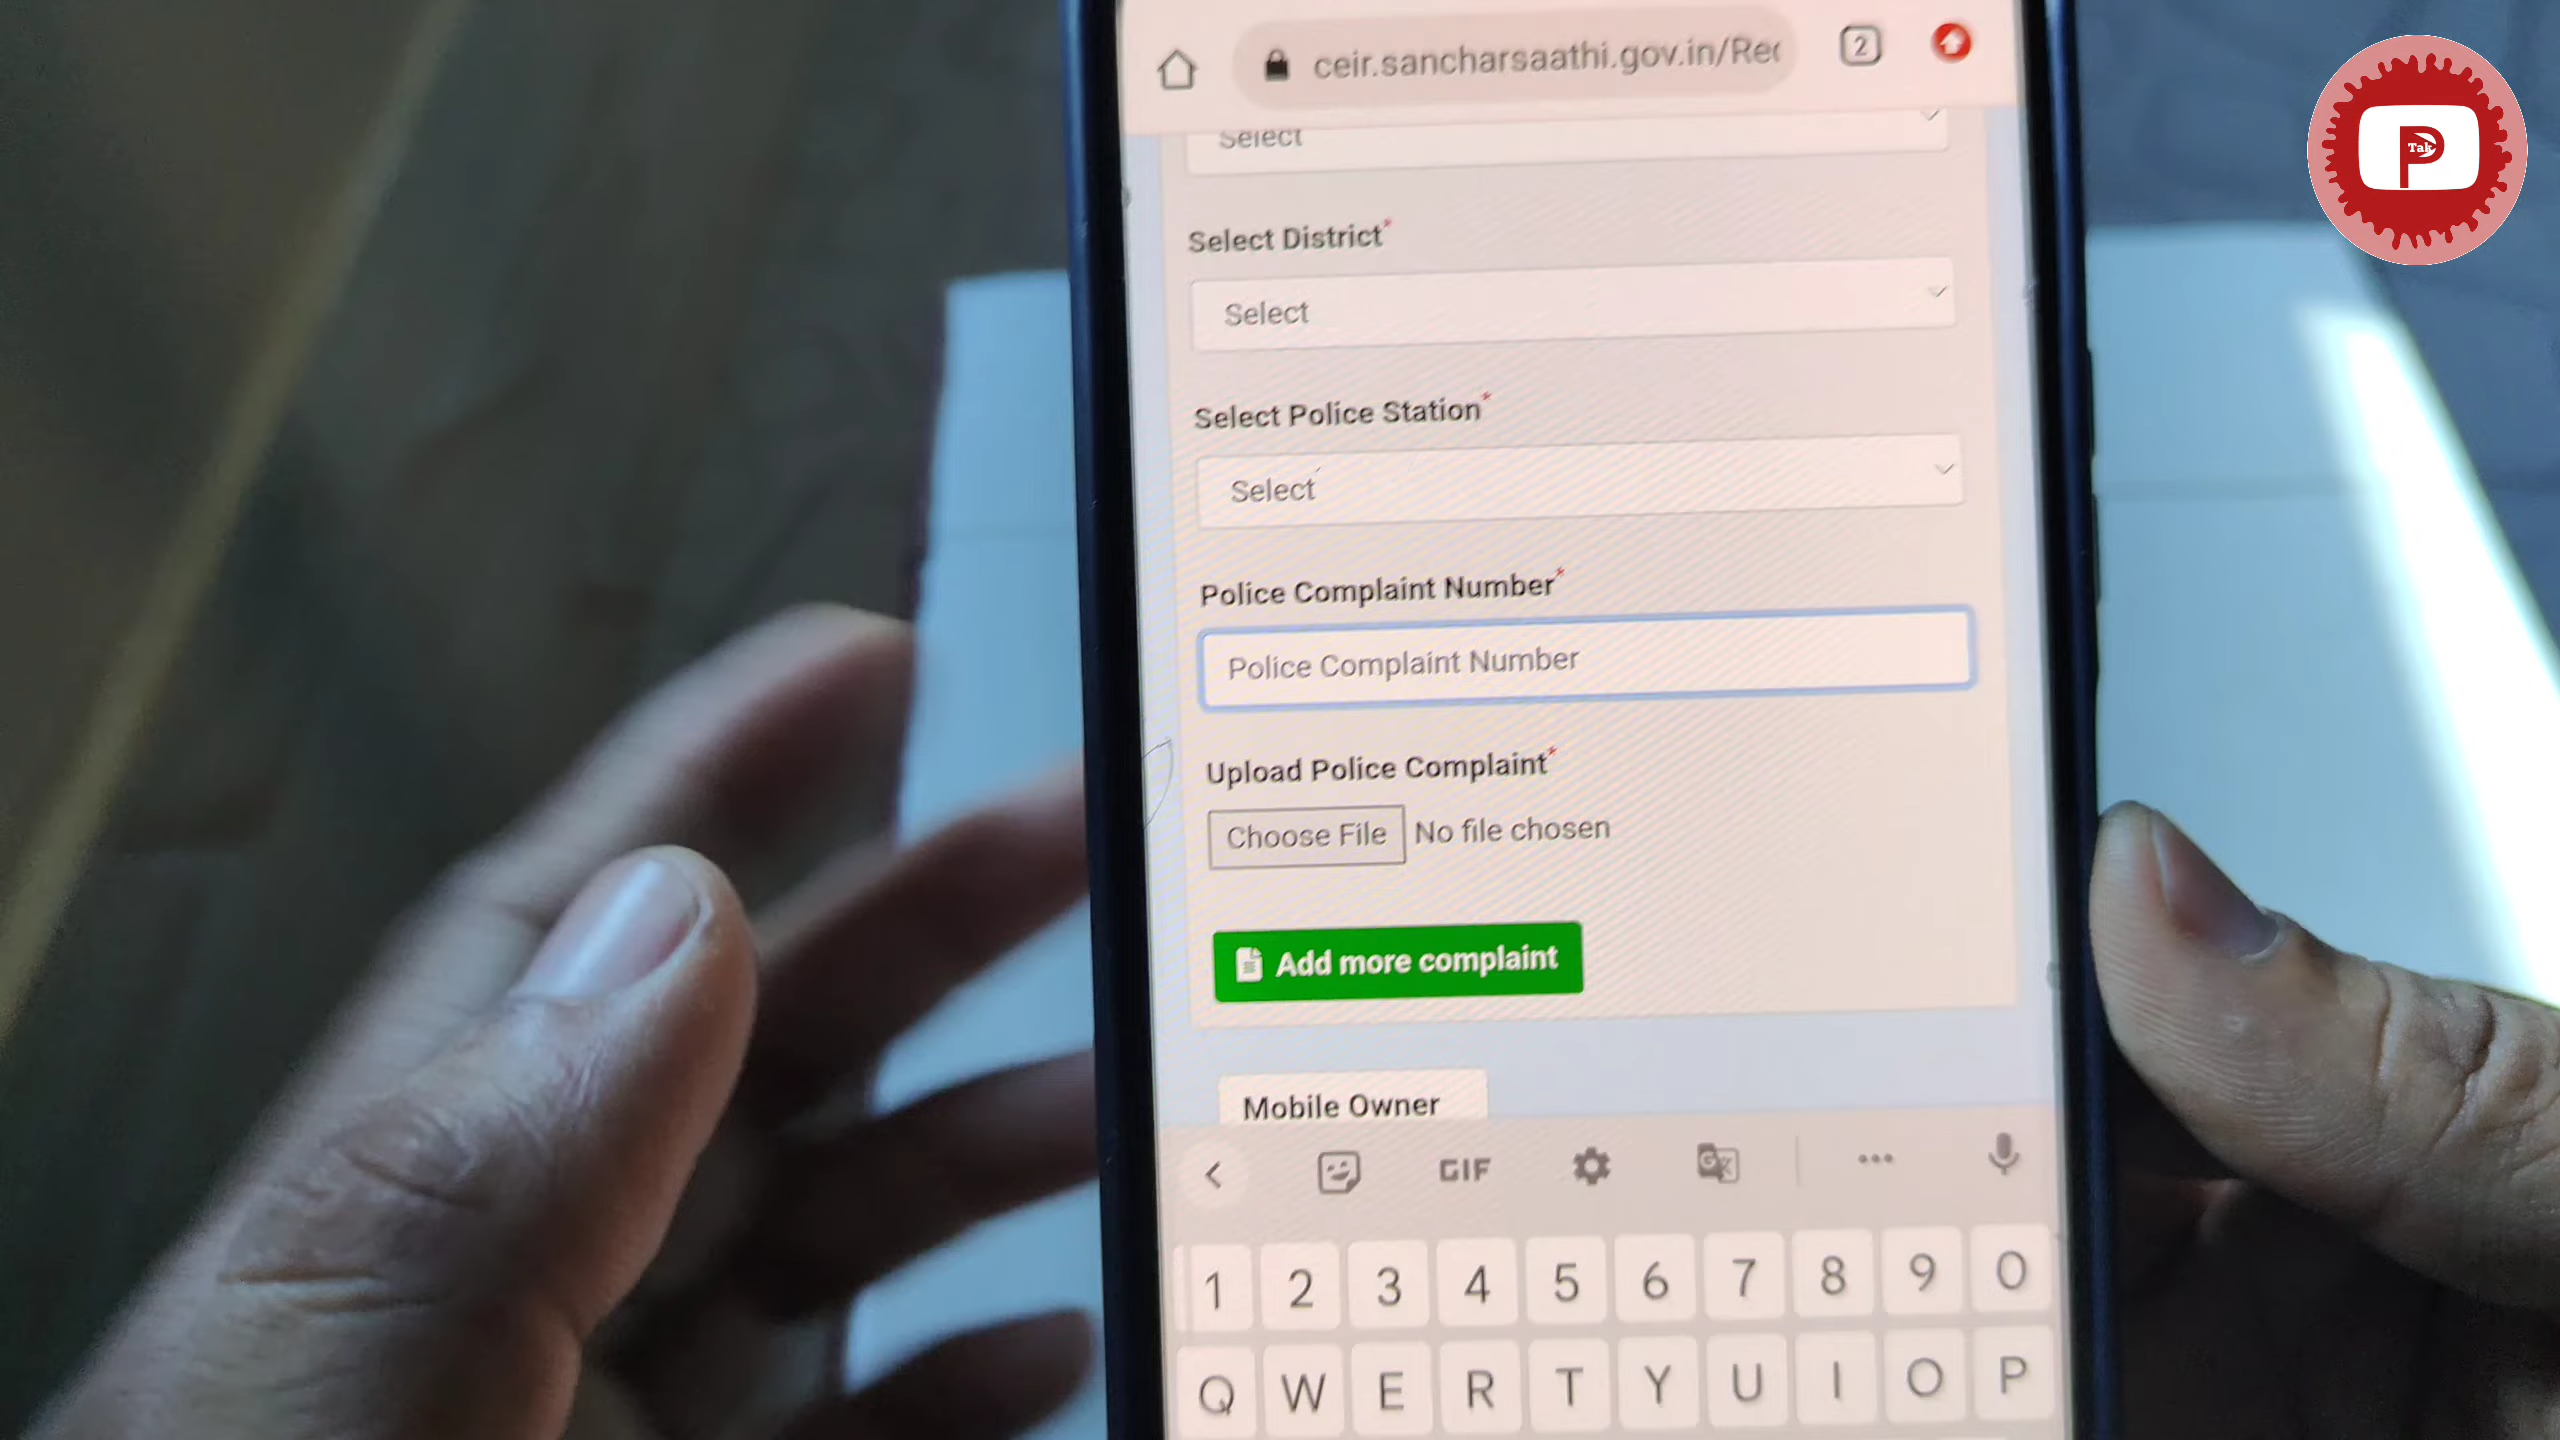 ceir.sancharsaathi.gov.in/Rec
2
Select
Select District*
Select
Select Police Station*
Select
Police Complaint Number*
Police Complaint Number
Upload Police Complaint*
Choose File No file chosen
Add more complaint
Mobile Owner
GIF
1 2 3 4 5 6 7 8 9 0
Q W E R T Y U I O P
P Tak